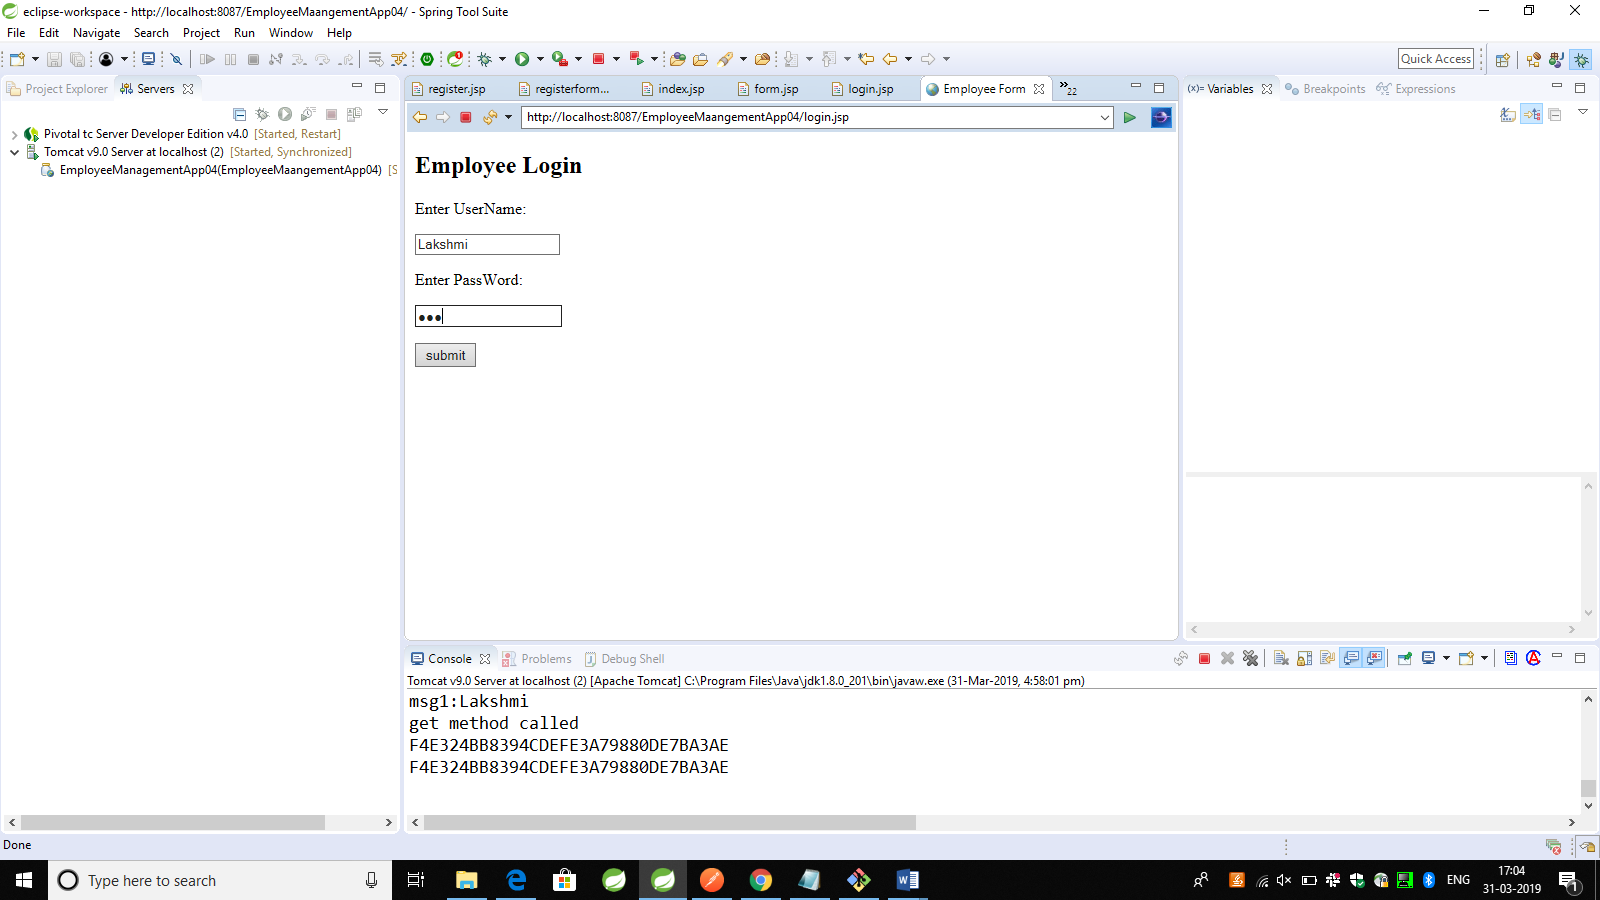 eclipse-workspace - http://localhost:8087/EmployeeMaangementApp04/ - Spring Tool Suite
File Edit Navigate Search Project Run Window Help
Quick Access
Project Explorer Servers
Pivotal tc Server Developer Edition v4.0 [Started, Restart]
Tomcat v9.0 Server at localhost (2) [Started, Synchronized]
EmployeeManagementApp04(EmployeeMaangementApp04) [S
register.jsp registerform... index.jsp form.jsp login.jsp Employee Form 22
http://localhost:8087/EmployeeMaangementApp04/login.jsp
Employee Login
Enter UserName:
Lakshmi
Enter PassWord:
submit
(x)= Variables Breakpoints Expressions
Console Problems Debug Shell
Tomcat v9.0 Server at localhost (2) [Apache Tomcat] C:\Program Files\Java\jdk1.8.0_201\bin\javaw.exe (31-Mar-2019, 4:58:01 pm)
msg1:Lakshmi
get method called
F4E324BB8394CDEFE3A79880DE7BA3AE
F4E324BB8394CDEFE3A79880DE7BA3AE
Done
Type here to search
ENG
17:04
31-03-2019
1